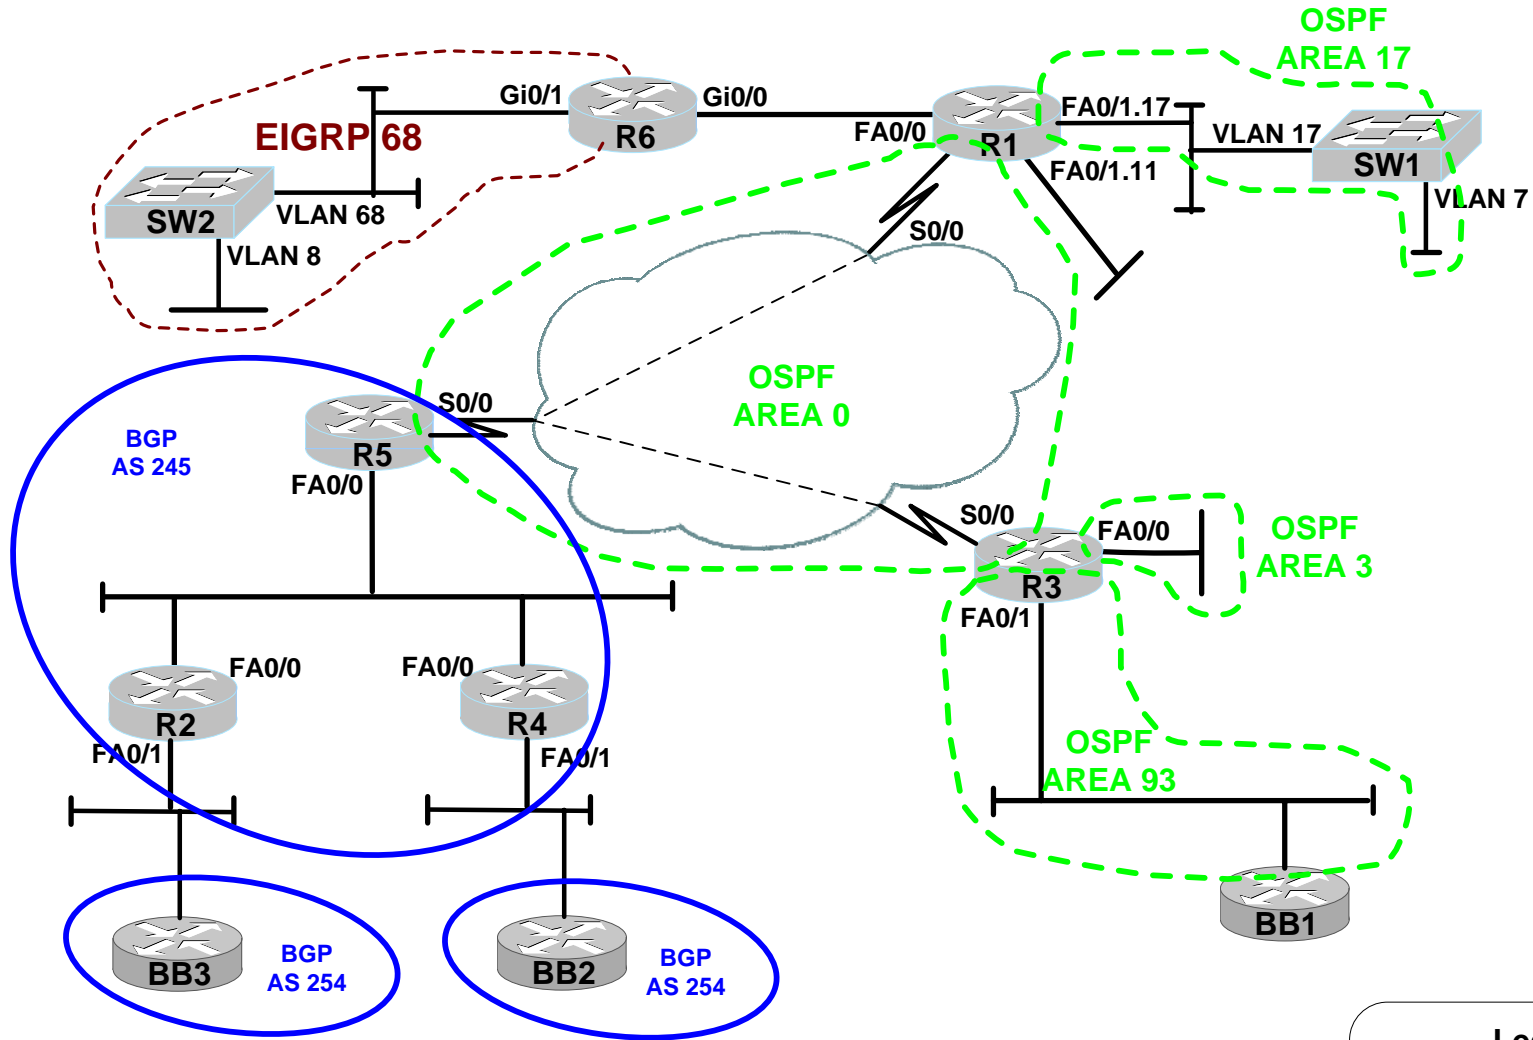 OSPF
AREA 17
Gi0/1
Gi0/0
FA0/1.17
EIGRP 68
R6
FA0/0
R1
VLAN 17
SW1
FA0/1.11
VLAN 7
SW2
VLAN 68
S0/0
VLAN 8
OSPF
AREA 0
S0/0
BGP
AS 245
R5
FA0/0
S0/0
FA0/0
OSPF
AREA 3
R3
FA0/1
FA0/0
FA0/0
R2
R4
FA0/1
FA0/1
OSPF
AREA 93
BB1
BGP
AS 254
BB3
BGP
AS 254
BB2